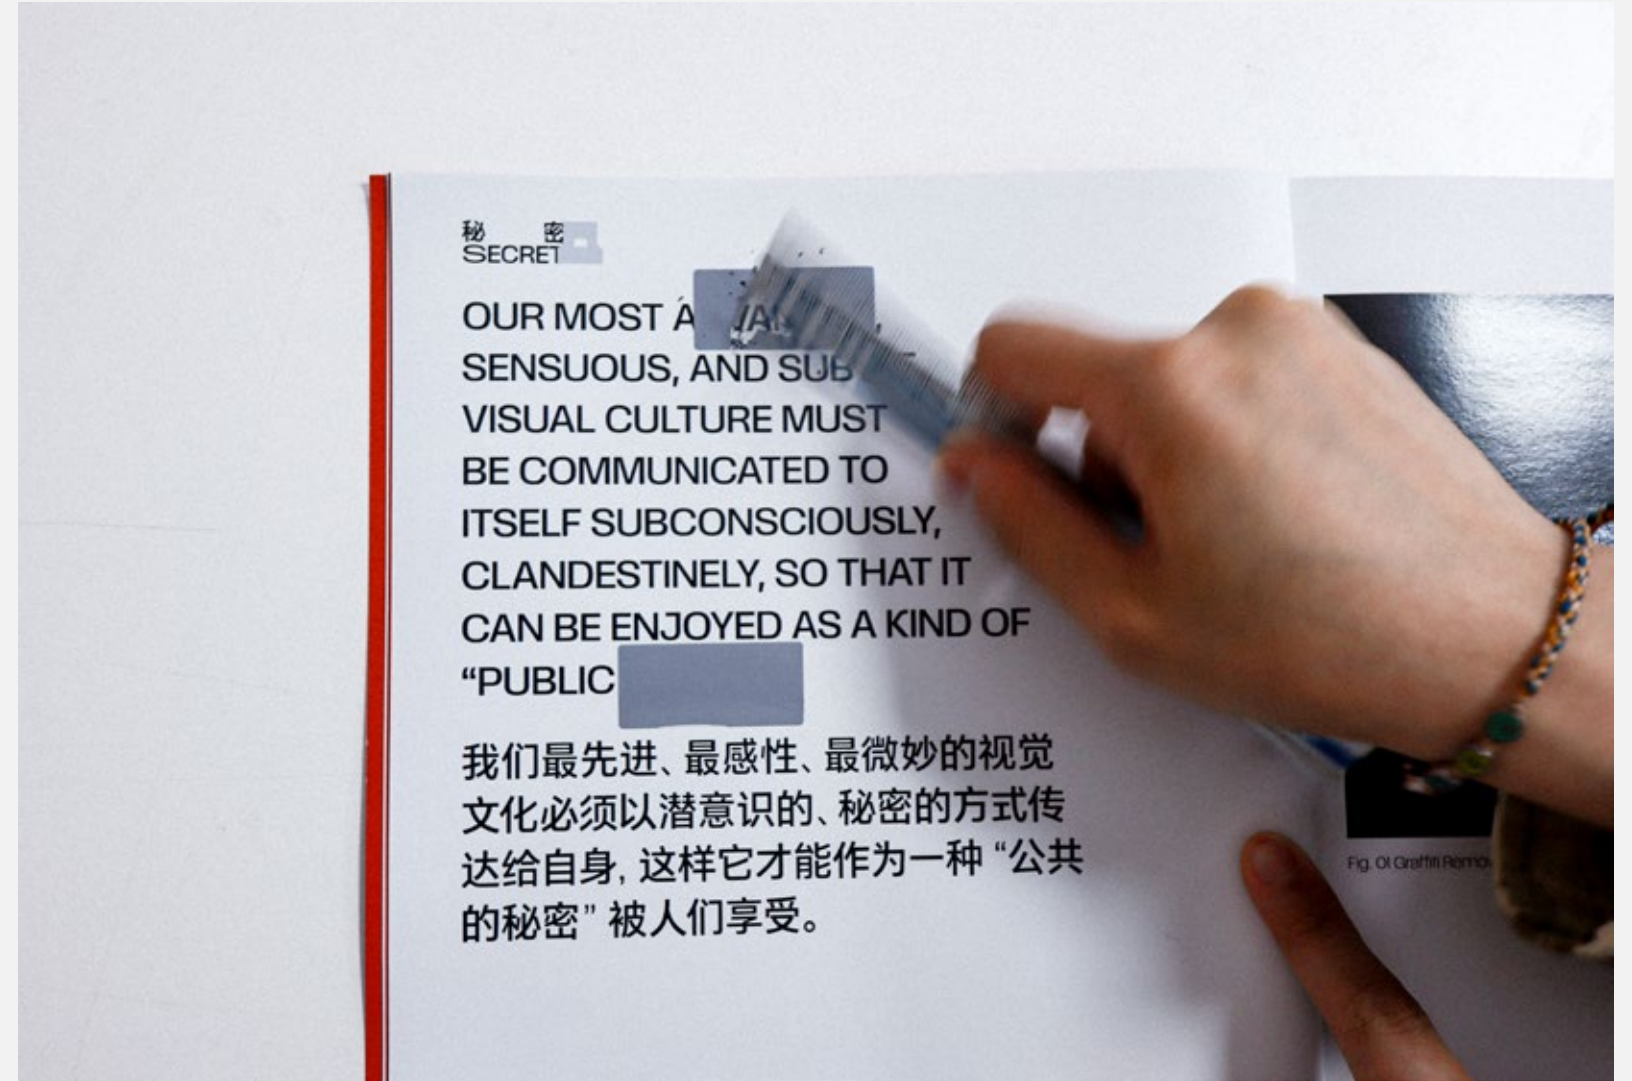 秘 密
SECRET
OUR MOST
SENSUOUS, AND
VISUAL CULTURE MUST
BE COMMUNICATED TO
ITSELF SUBCONSCIOUSLY,
CLANDESTINELY, SO THAT IT
CAN BE ENJOYED AS A KIND OF
“PUBLIC
我们最先进、最感性、最微妙的视觉
文化必须以潜意识的、秘密的方式传
达给自身, 这样它才能作为一种 “公共
的秘密” 被人们享受。
Fig. 01 Graffiti